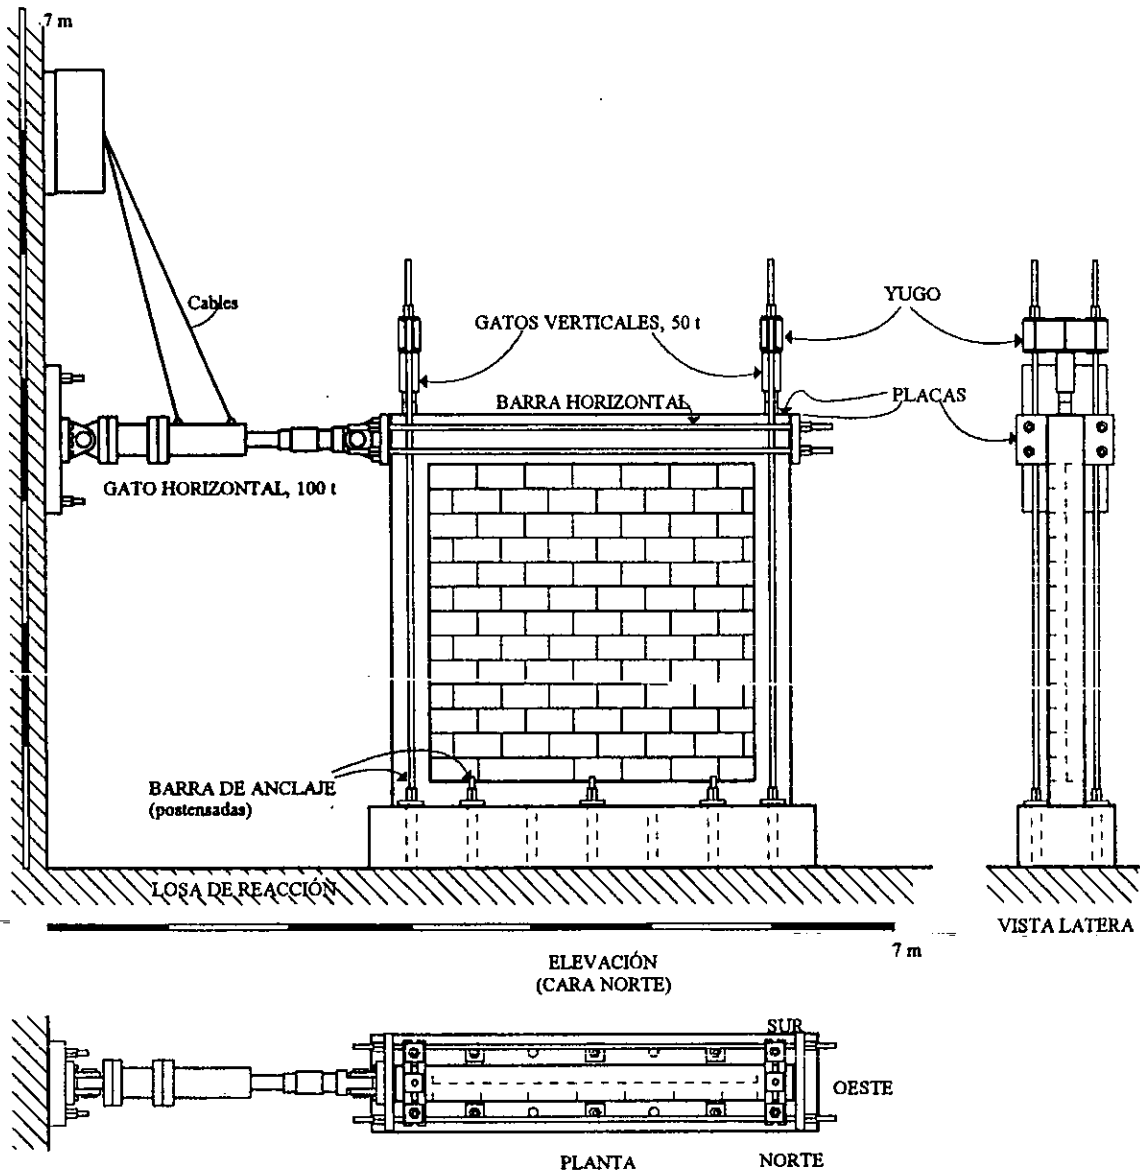 7 m
Cables
GATOS VERTICALES, 50 t
YUGO
BARRA HORIZONTAL
PLACAS
GATO HORIZONTAL, 100 t
BARRA DE ANCLAJE
(postensadas)
LOSA DE REACCIÓN
VISTA LATERA
7 m
ELEVACIÓN
(CARA NORTE)
SUR
OESTE
PLANTA
NORTE